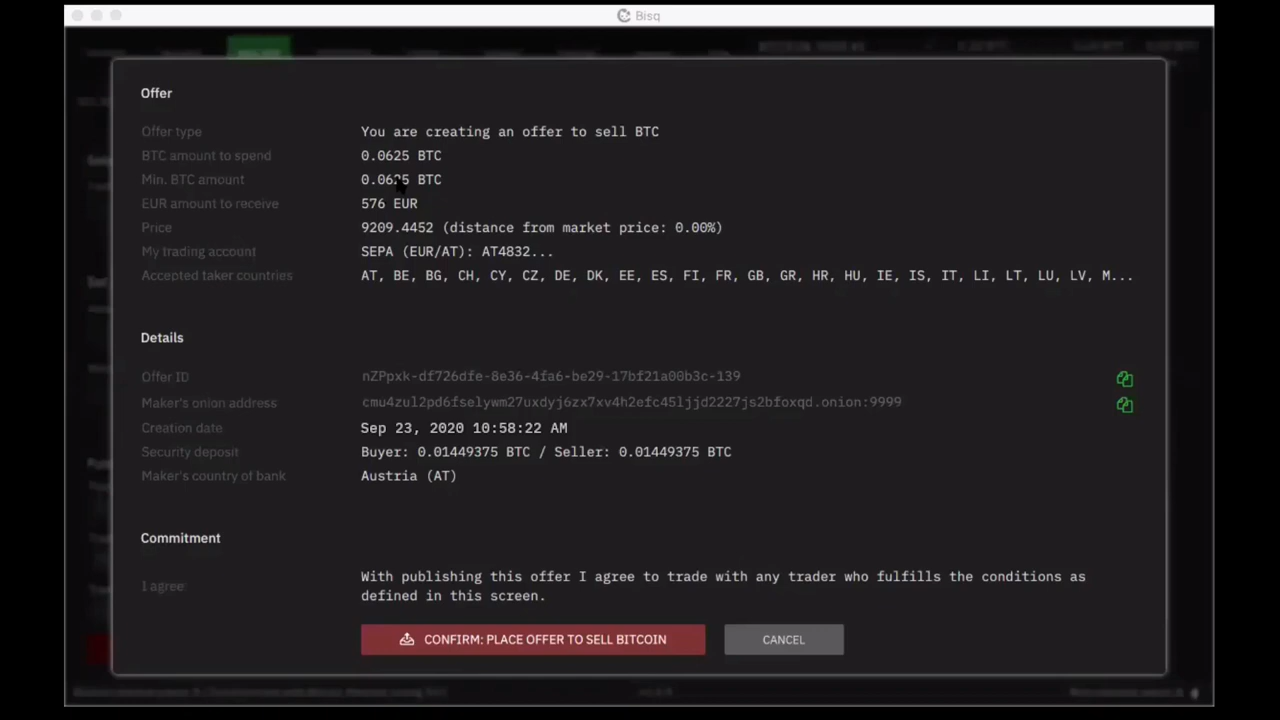 Bisq
Offer
Offer type You are creating an offer to sell BTC
BTC amount to spend 0.0625 BTC
Min. BTC amount 0.0625 BTC
EUR amount to receive 576 EUR
Price 9209.4452 (distance from market price: 0.00%)
My trading account SEPA (EUR/AT): AT4832...
Accepted taker countries AT, BE, BG, CH, CY, CZ, DE, DK, EE, ES, FI, FR, GB, GR, HR, HU, IE, IS, IT, LI, LT, LU, LV, M...
Details
Offer ID nZPpxk-df726dfe-8e36-4fa6-be29-17bf21a00b3c-139
Maker's onion address cmu4zul2pd6fselywm27uxdyj6zx7xv4h2efc45ljjd2227js2bfoxqd.onion:9999
Creation date Sep 23, 2020 10:58:22 AM
Security deposit Buyer: 0.01449375 BTC / Seller: 0.01449375 BTC
Maker's country of bank Austria (AT)
Commitment
I agree With publishing this offer I agree to trade with any trader who fulfills the conditions as
defined in this screen.
CONFIRM: PLACE OFFER TO SELL BITCOIN CANCEL